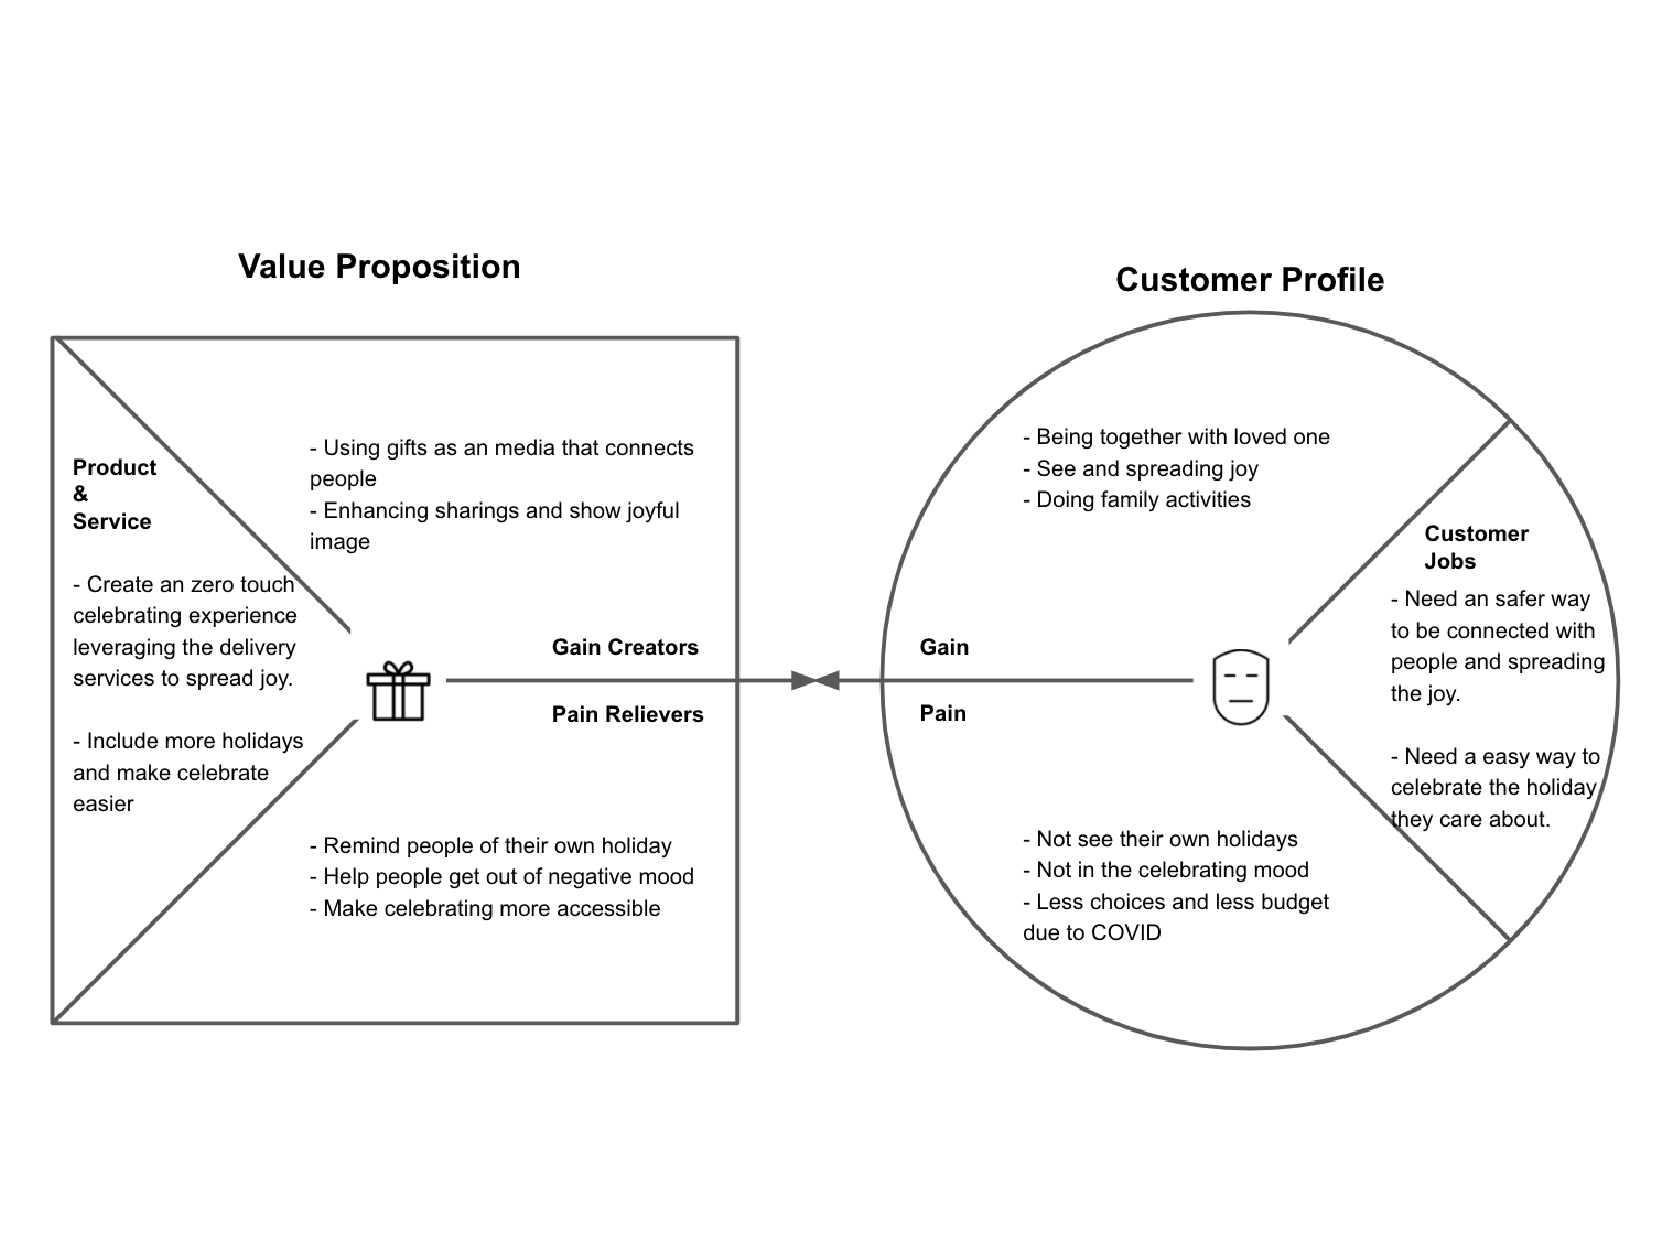 Value Proposition
Product
&
Service
- Create an zero touch
celebrating experience
leveraging the delivery
services to spread joy.
- Include more holidays
and make celebrate
easier
- Using gifts as an media that connects
people
- Enhancing sharings and show joyful
image
Gain Creators
Pain Relievers
- Remind people of their own holiday
- Help people get out of negative mood
- Make celebrating more accessible
Customer Profile
- Being together with loved one
- See and spreading joy
- Doing family activities
Gain
Pain
- Not see their own holidays
- Not in the celebrating mood
- Less choices and less budget
due to COVID
Customer
Jobs
- Need an safer way
to be connected with
people and spreading
the joy.
- Need a easy way to
celebrate the holiday
they care about.